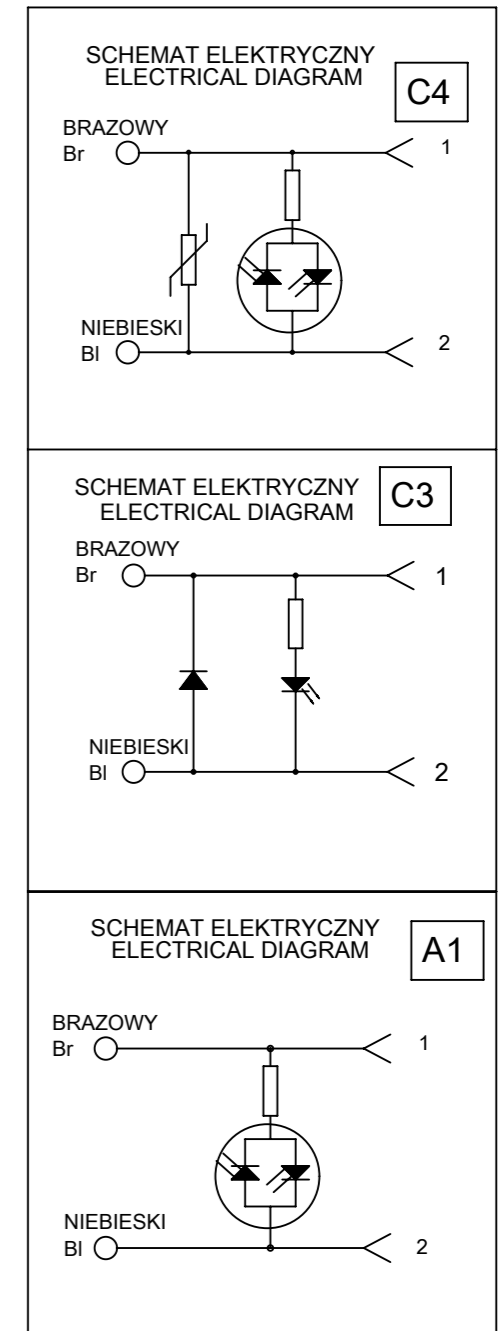 SCHEMAT ELEKTRYCZNY
ELECTRICAL DIAGRAM
C4
BRAZOWY
Br
1
NIEBIESKI
Bl
2
SCHEMAT ELEKTRYCZNY
ELECTRICAL DIAGRAM
C3
BRAZOWY
Br
1
NIEBIESKI
Bl
2
SCHEMAT ELEKTRYCZNY
ELECTRICAL DIAGRAM
A1
BRAZOWY
Br
1
NIEBIESKI
Bl
2